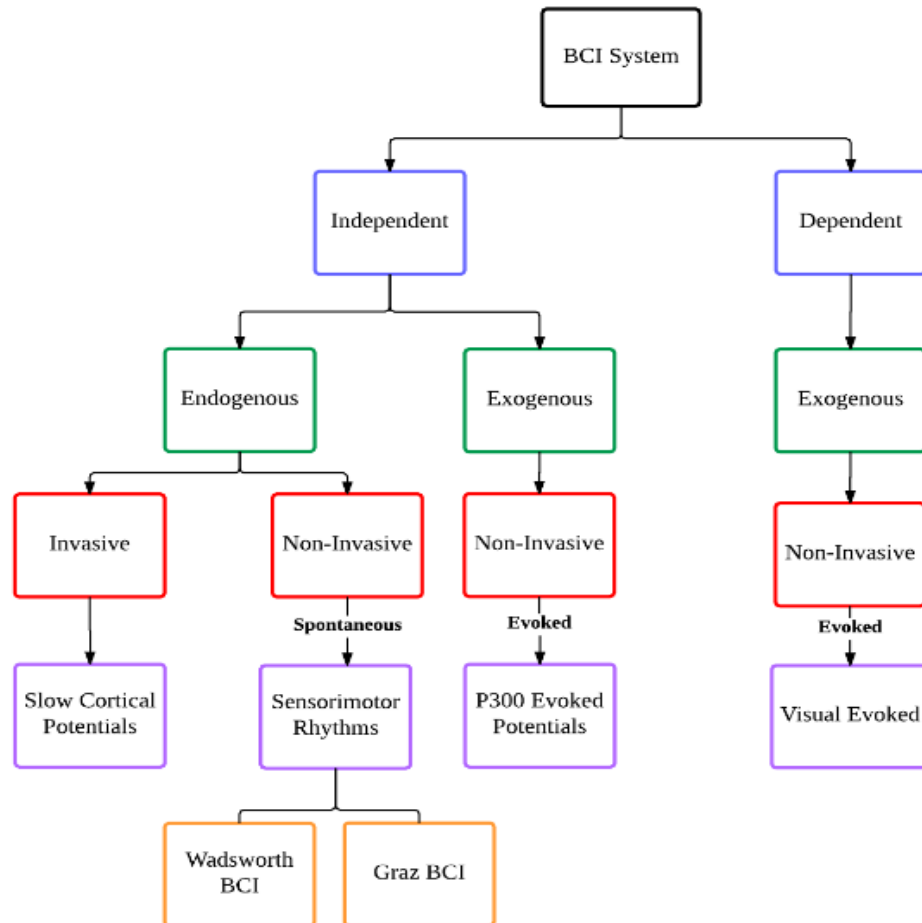 BCI System
Independent
Dependent
Endogenous
Exogenous
Exogenous
Invasive
Non-Invasive
Non-Invasive
Non-Invasive
Spontaneous
Evoked
Evoked
Slow Cortical
Potentials
Sensorimotor
Rhythms
P300 Evoked
Potentials
Visual Evoked
Wadsworth
BCI
Graz BCI